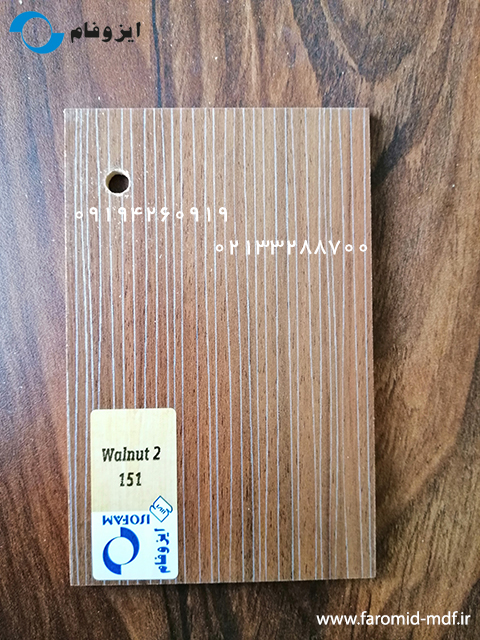 ایزوفام
۰۹۱۹۴۲۶۰۹۱۹
۰۲۱۳۳۲۸۸۷۰۰
Walnut 2
151
ISOFAM
ایزوفام
www.faromid-mdf.ir